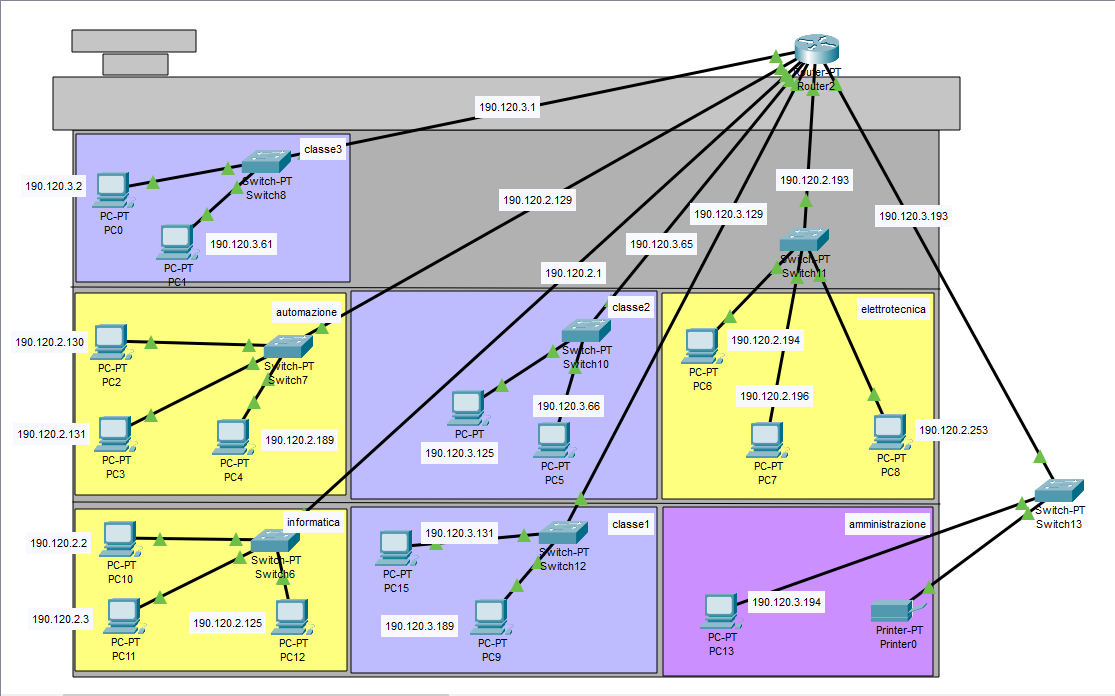 Router-PT
Router2
190.120.3.1
classe3
190.120.3.2
Switch-PT
Switch8
PC-PT
PC0
190.120.3.61
PC-PT
PC1
190.120.2.129
190.120.3.129
190.120.2.193
190.120.3.193
190.120.3.65
190.120.2.1
Switch-PT
Switch11
automazione
190.120.2.130
PC-PT
PC2
Switch-PT
Switch7
190.120.2.131
PC-PT
PC3
190.120.2.189
PC-PT
PC4
classe2
Switch-PT
Switch10
190.120.3.66
PC-PT
190.120.3.125
PC-PT
PC5
elettrotecnica
190.120.2.194
PC-PT
PC6
190.120.2.196
PC-PT
PC7
190.120.2.253
PC-PT
PC8
Switch-PT
Switch13
informatica
190.120.2.2
PC-PT
PC10
Switch-PT
Switch6
190.120.2.3
PC-PT
PC11
190.120.2.125
PC-PT
PC12
classe1
190.120.3.131
PC-PT
PC15
Switch-PT
Switch12
190.120.3.189
PC-PT
PC9
amministrazione
190.120.3.194
PC-PT
PC13
Printer-PT
Printer0